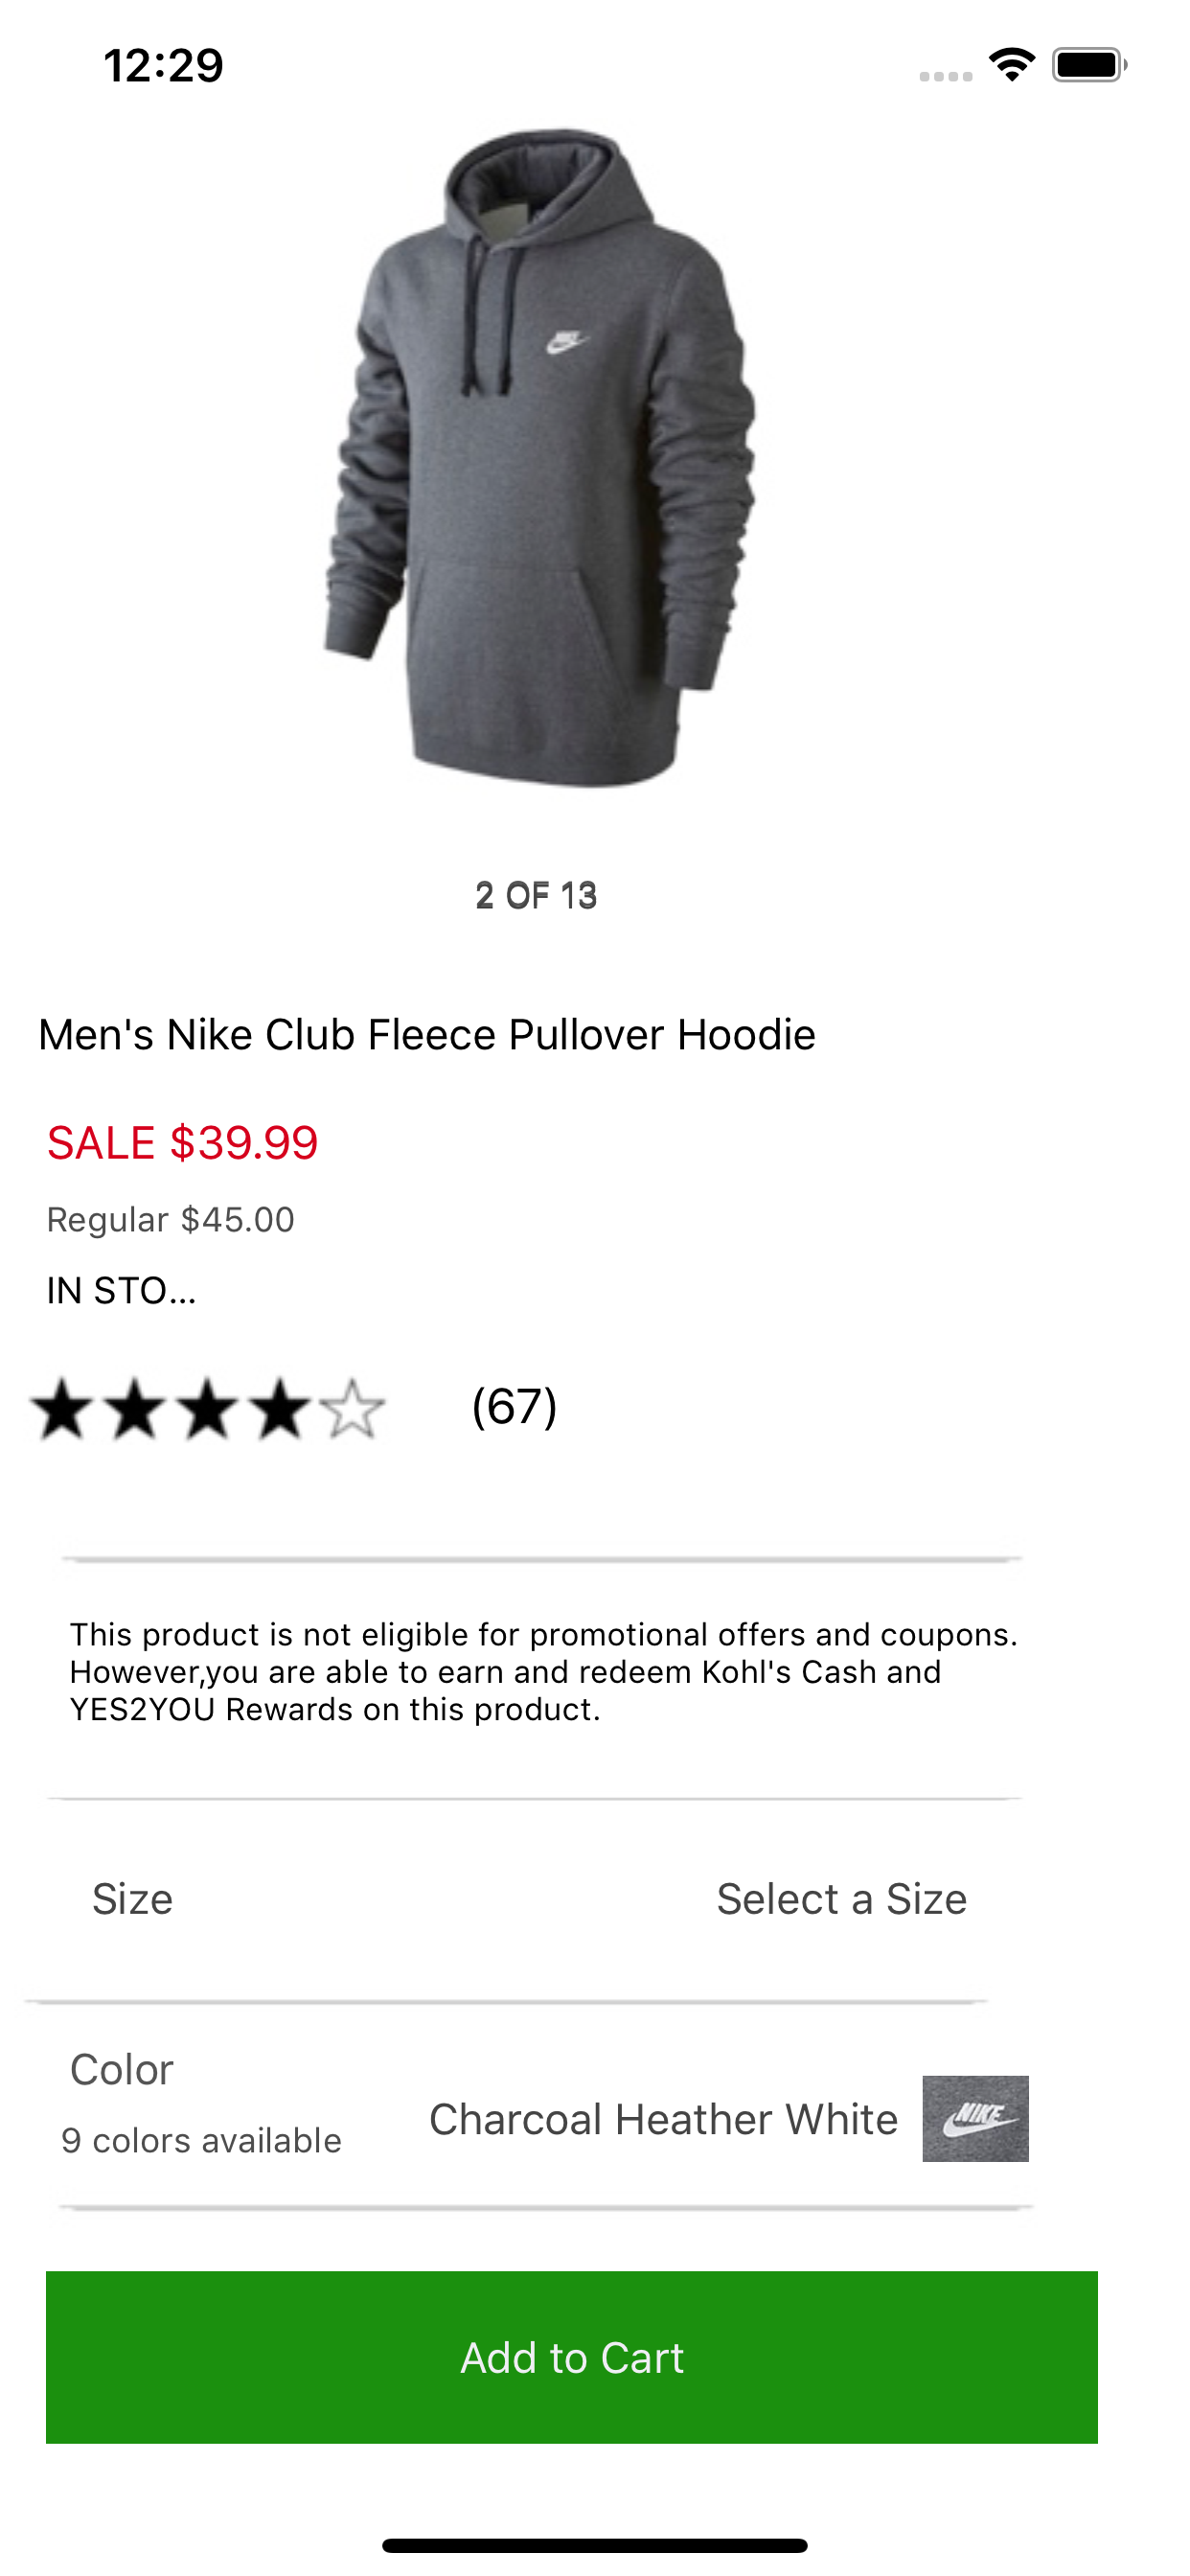 12:29
2 OF 13
Men's Nike Club Fleece Pullover Hoodie
SALE $39.99
Regular $45.00
IN STO...
(67)
This product is not eligible for promotional offers and coupons.
However,you are able to earn and redeem Kohl's Cash and
YES2YOU Rewards on this product.
Size
Select a Size
Color
9 colors available
Charcoal Heather White
NIKE
Add to Cart